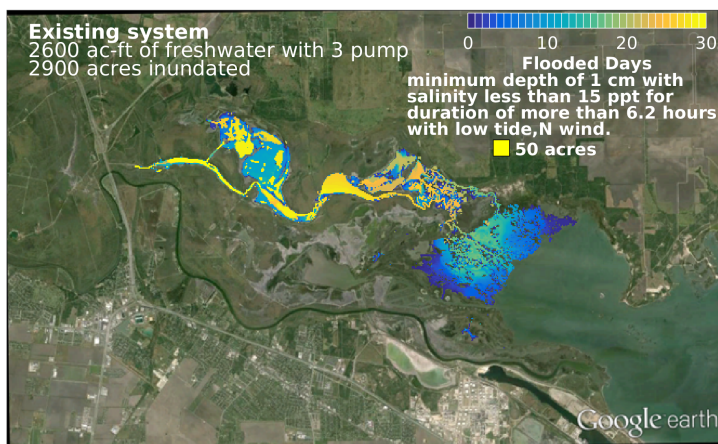 Existing system
2600 ac-ft of freshwater with 3 pump
2900 acres inundated
0 10 20 30
Flooded Days
minimum depth of 1 cm with
salinity less than 15 ppt for
duration of more than 6.2 hours
with low tide,N wind.
50 acres
Google earth